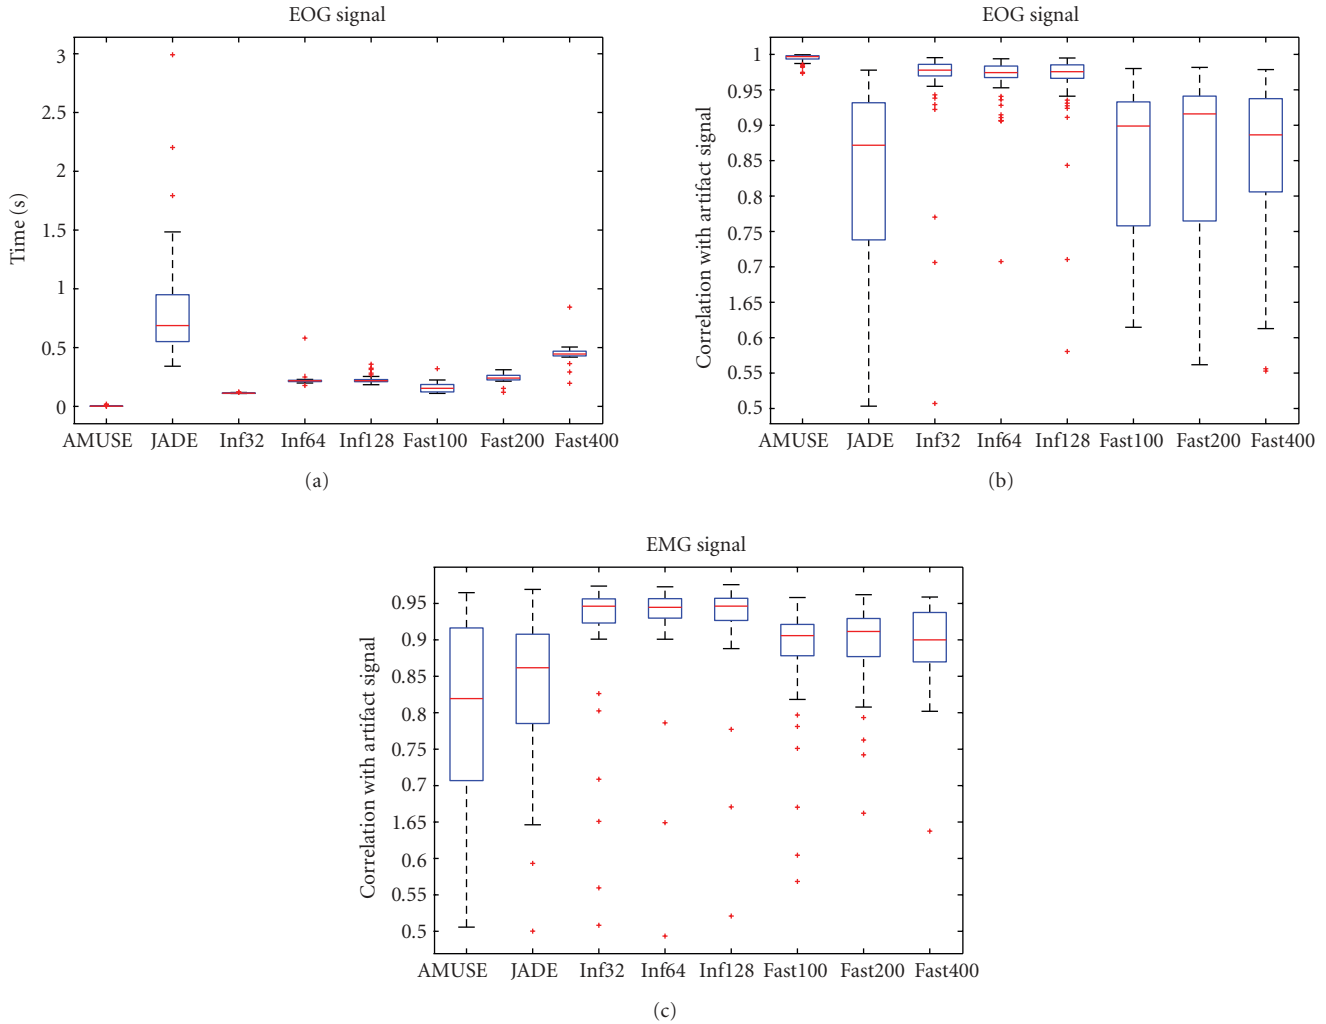 EOG signal
Time (s)
3
2.5
2
1.5
1
0.5
0
AMUSE JADE Inf32 Inf64 Inf128 Fast100 Fast200 Fast400
(a)
EOG signal
Correlation with artifact signal
1
0.95
0.9
0.85
0.8
0.75
0.7
1.65
0.6
0.55
0.5
AMUSE JADE Inf32 Inf64 Inf128 Fast100 Fast200 Fast400
(b)
EMG signal
Correlation with artifact signal
0.95
0.9
0.85
0.8
0.75
0.7
1.65
0.6
0.55
0.5
AMUSE JADE Inf32 Inf64 Inf128 Fast100 Fast200 Fast400
(c)